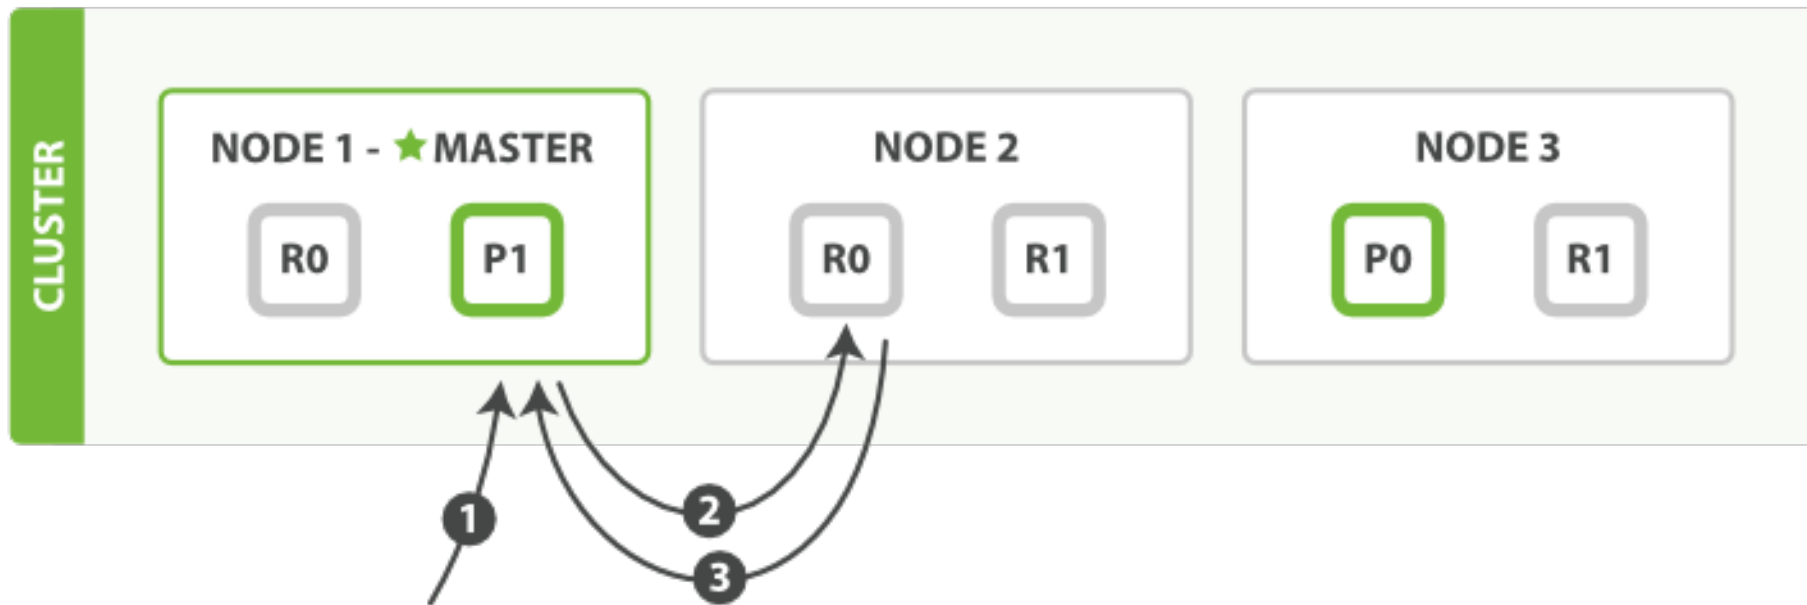 CLUSTER
NODE 1 - ★ MASTER
R0
P1
NODE 2
R0
R1
NODE 3
P0
R1
1
2
3